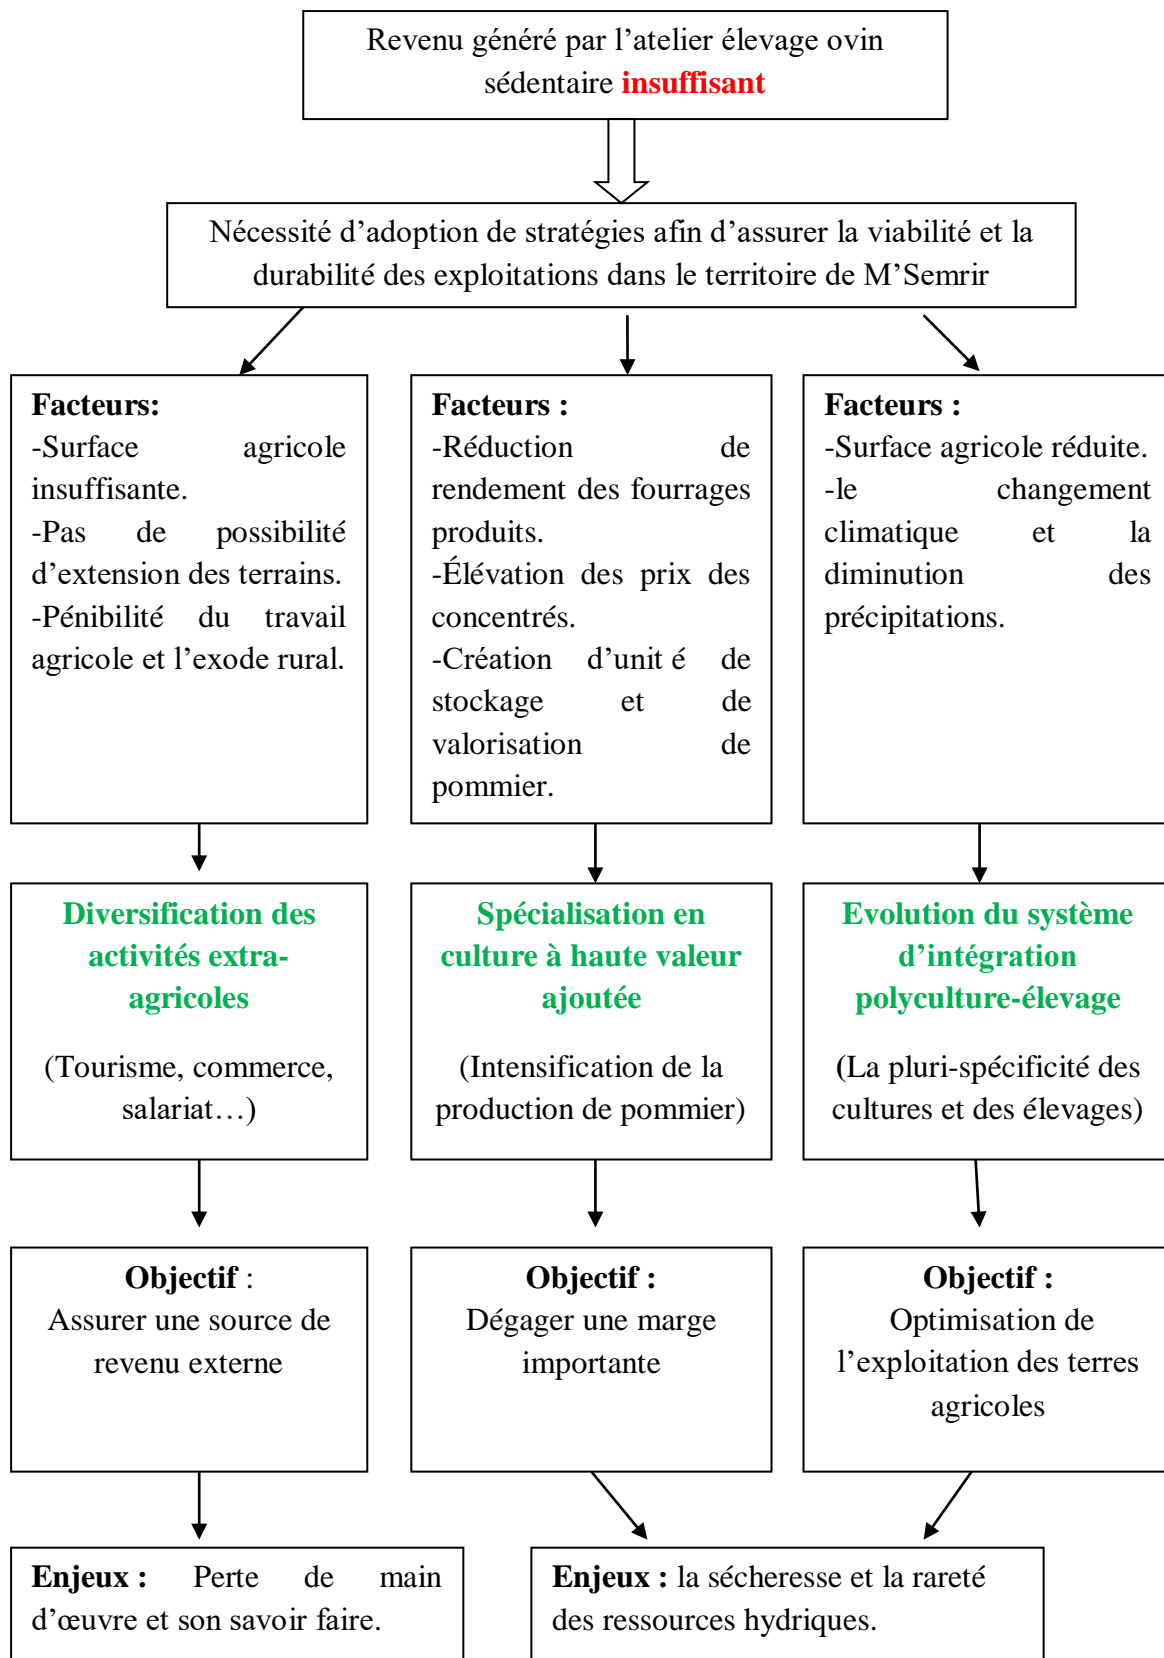 Revenu généré par l’atelier élevage ovin
sédentaire insuffisant
Nécessité d’adoption de stratégies afin d’assurer la viabilité et la
durabilité des exploitations dans le territoire de M’Semrir
Facteurs:
-Surface agricole
insuffisante.
-Pas de possibilité
d’extension des terrains.
-Pénibilité du travail
agricole et l’exode rural.
Facteurs :
-Réduction de
rendement des fourrages
produits.
-Élévation des prix des
concentrés.
-Création d’unit é de
stockage et de
valorisation de
pommier.
Facteurs :
-Surface agricole réduite.
-le changement
climatique et la
diminution des
précipitations.
Diversification des
activités extra-
agricoles
(Tourisme, commerce,
salariat…)
Spécialisation en
culture à haute valeur
ajoutée
(Intensification de la
production de pommier)
Evolution du système
d’intégration
polyculture-élevage
(La pluri-spécificité des
cultures et des élevages)
Objectif :
Assurer une source de
revenu externe
Objectif :
Dégager une marge
importante
Objectif :
Optimisation de
l’exploitation des terres
agricoles
Enjeux : Perte de main
d’œuvre et son savoir faire.
Enjeux : la sécheresse et la rareté
des ressources hydriques.